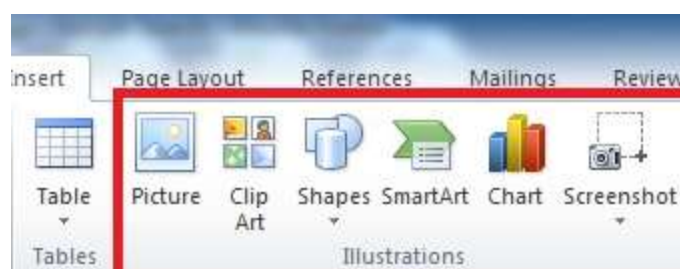 Insert Page Layout References Mailings Review
Table Picture Clip Shapes SmartArt Chart Screenshot
Art
Tables Illustrations